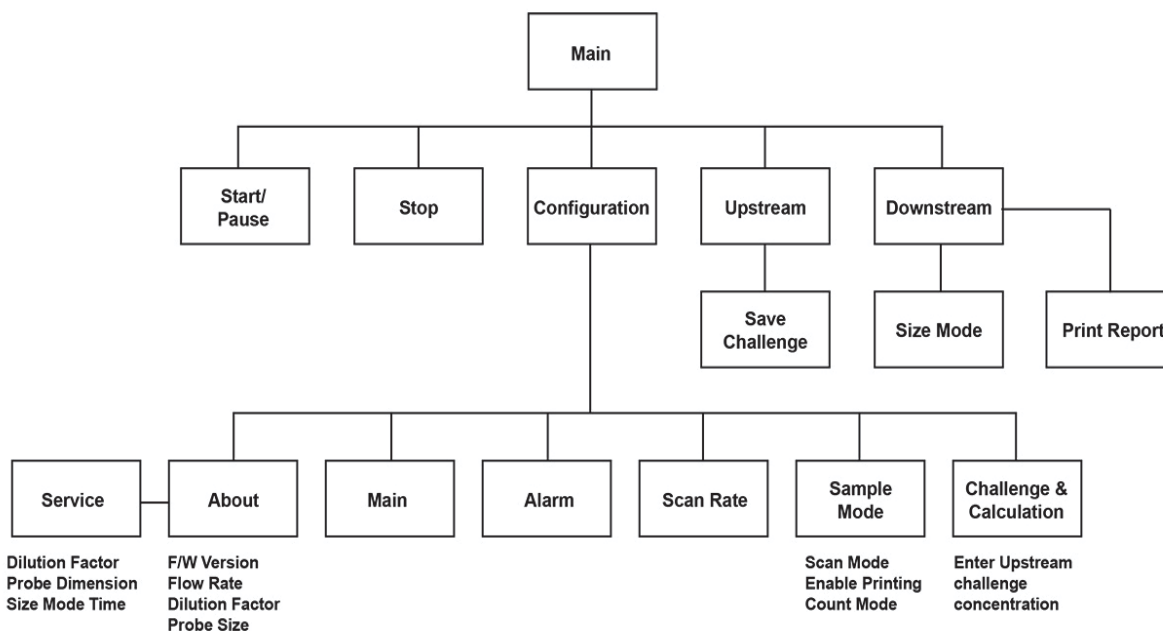 Main
Start/
Pause
Stop
Configuration
Upstream
Downstream
Save
Challenge
Size Mode
Print Report
Service
About
Main
Alarm
Scan Rate
Sample
Mode
Challenge &
Calculation
Dilution Factor
Probe Dimension
Size Mode Time
F/W Version
Flow Rate
Dilution Factor
Probe Size
Scan Mode
Enable Printing
Count Mode
Enter Upstream
challenge
concentration